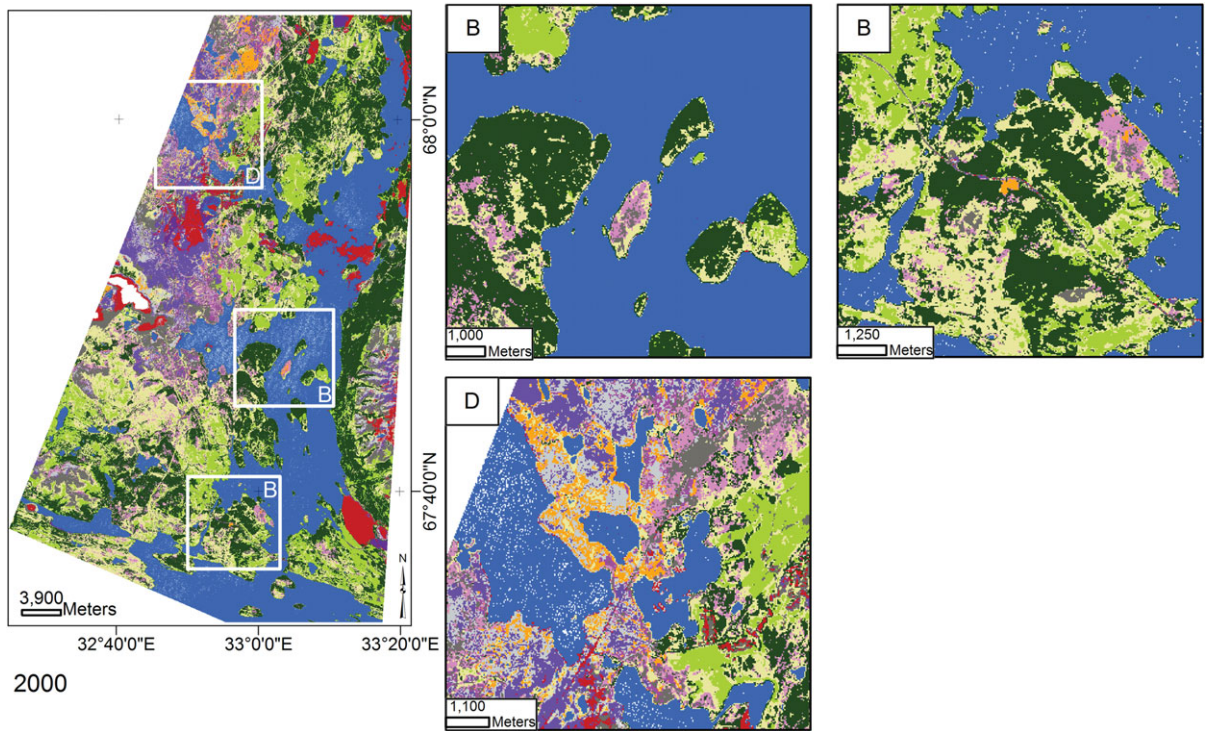 D
B
B
68°0'0"N
67°40'0"N
N
3,900 Meters
32°40'0"E
33°0'0"E
33°20'0"E
2000
B
1,000
Meters
B
1,250
Meters
D
1,100
Meters